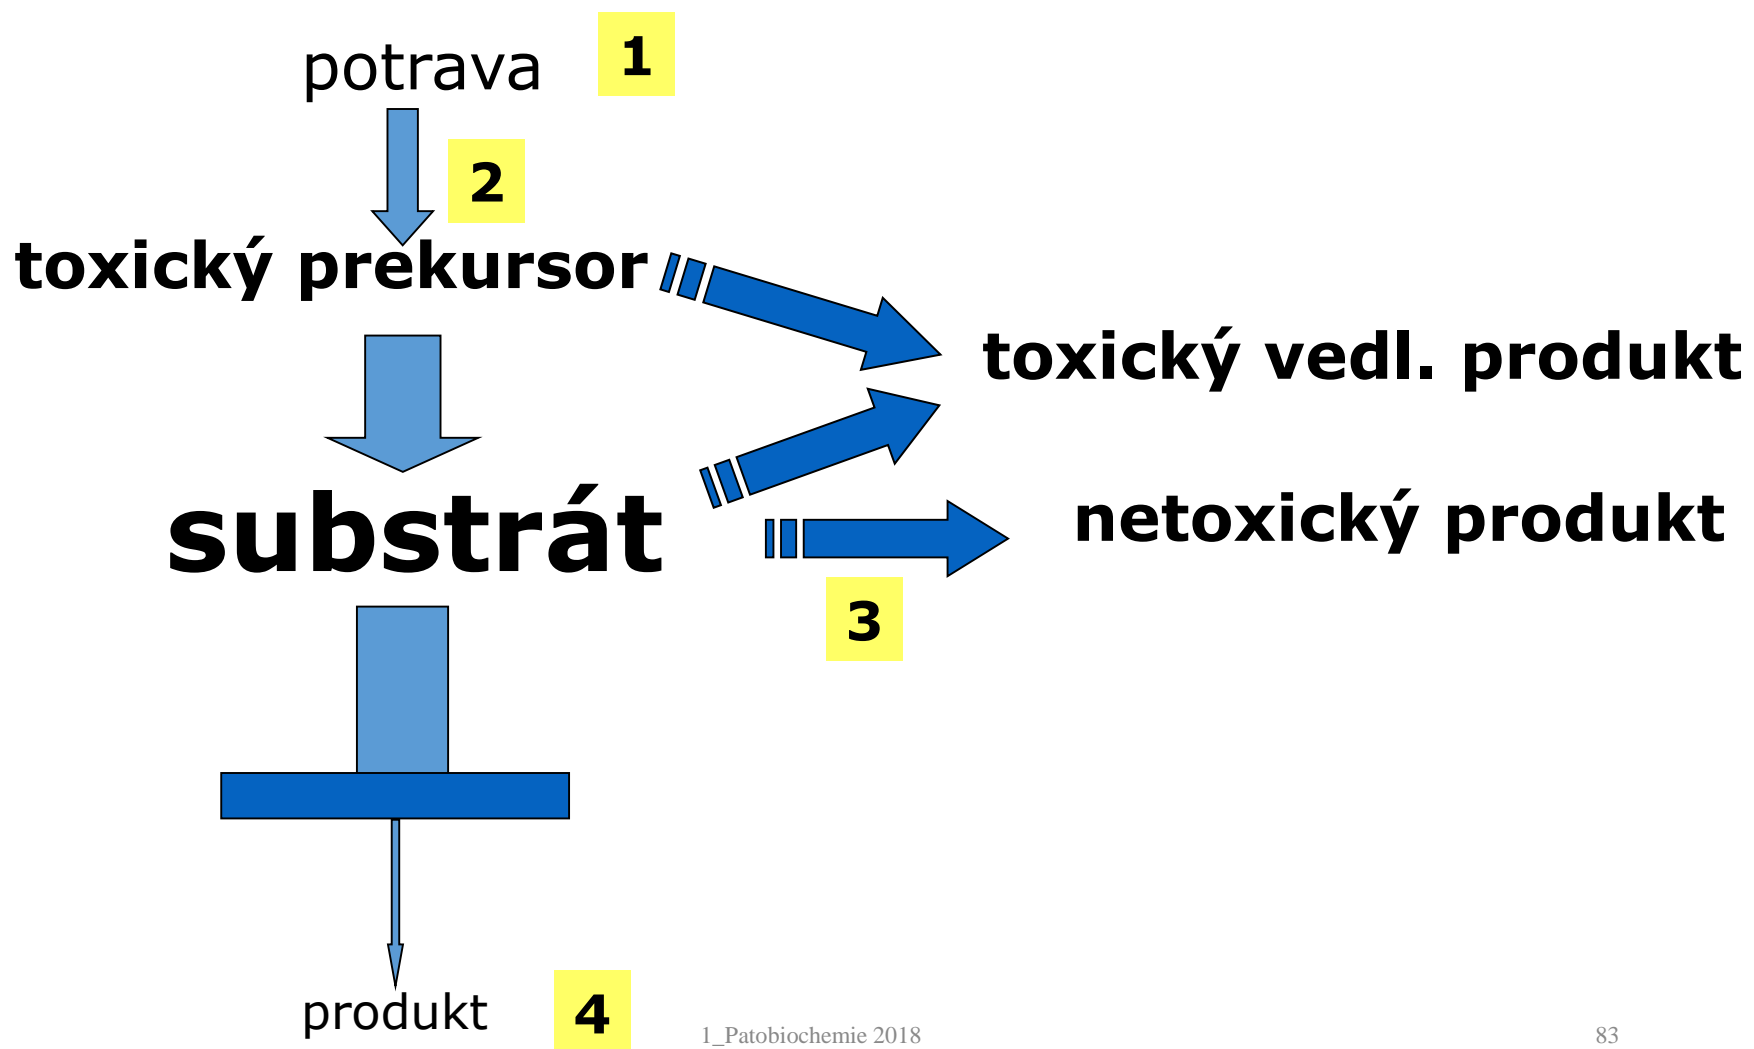 potrava
1
2
toxický prekursor
toxický vedl. produkt
substrát
netoxický produkt
3
produkt
4
1_Patobiochemie 2018
83